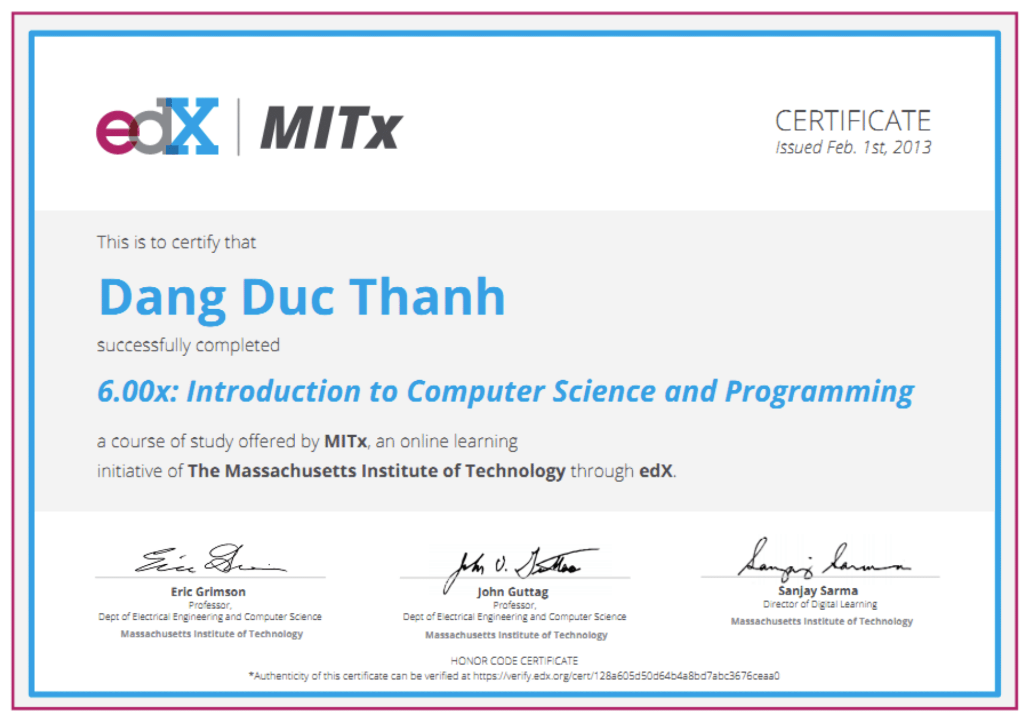 edX | MITx
CERTIFICATE
Issued Feb. 1st, 2013
This is to certify that
Dang Duc Thanh
successfully completed
6.00x: Introduction to Computer Science and Programming
a course of study offered by MITx, an online learning
initiative of The Massachusetts Institute of Technology through edX.
Eric Grimson
Professor,
Dept of Electrical Engineering and Computer Science
Massachusetts Institute of Technology
John V. Guttag
John Guttag
Professor,
Dept of Electrical Engineering and Computer Science
Massachusetts Institute of Technology
Sanjay Sarma
Sanjay Sarma
Director of Digital Learning
Massachusetts Institute of Technology
HONOR CODE CERTIFICATE
*Authenticity of this certificate can be verified at https://verify.edx.org/cert/128a605d50d64b4a8bd7abc3676ceaa0